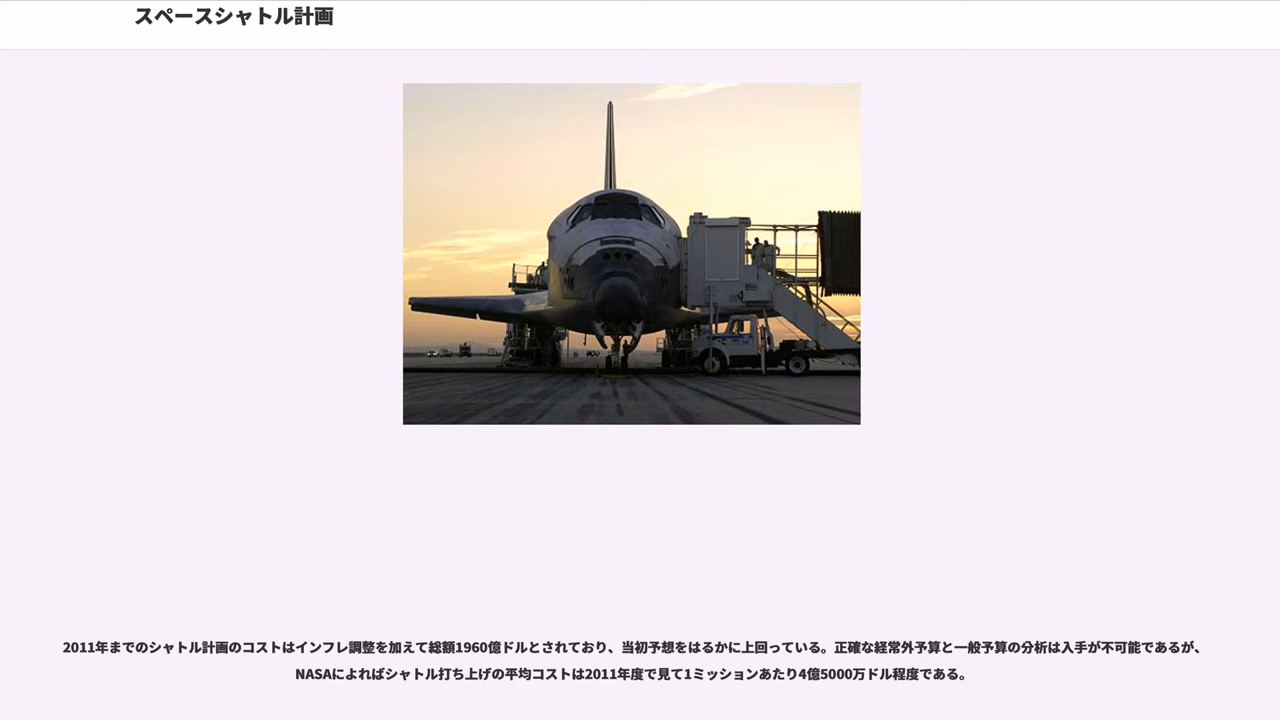 スペースシャトル計画
2011年までのシャトル計画のコストはインフレ調整を加えて総額1960億ドルとされており、当初予想をはるかに上回っている。正確な経常外予算と一般予算の分析は入手が不可能であるが、
NASAによればシャトル打ち上げの平均コストは2011年度で見て1ミッションあたり4億5000万ドル程度である。